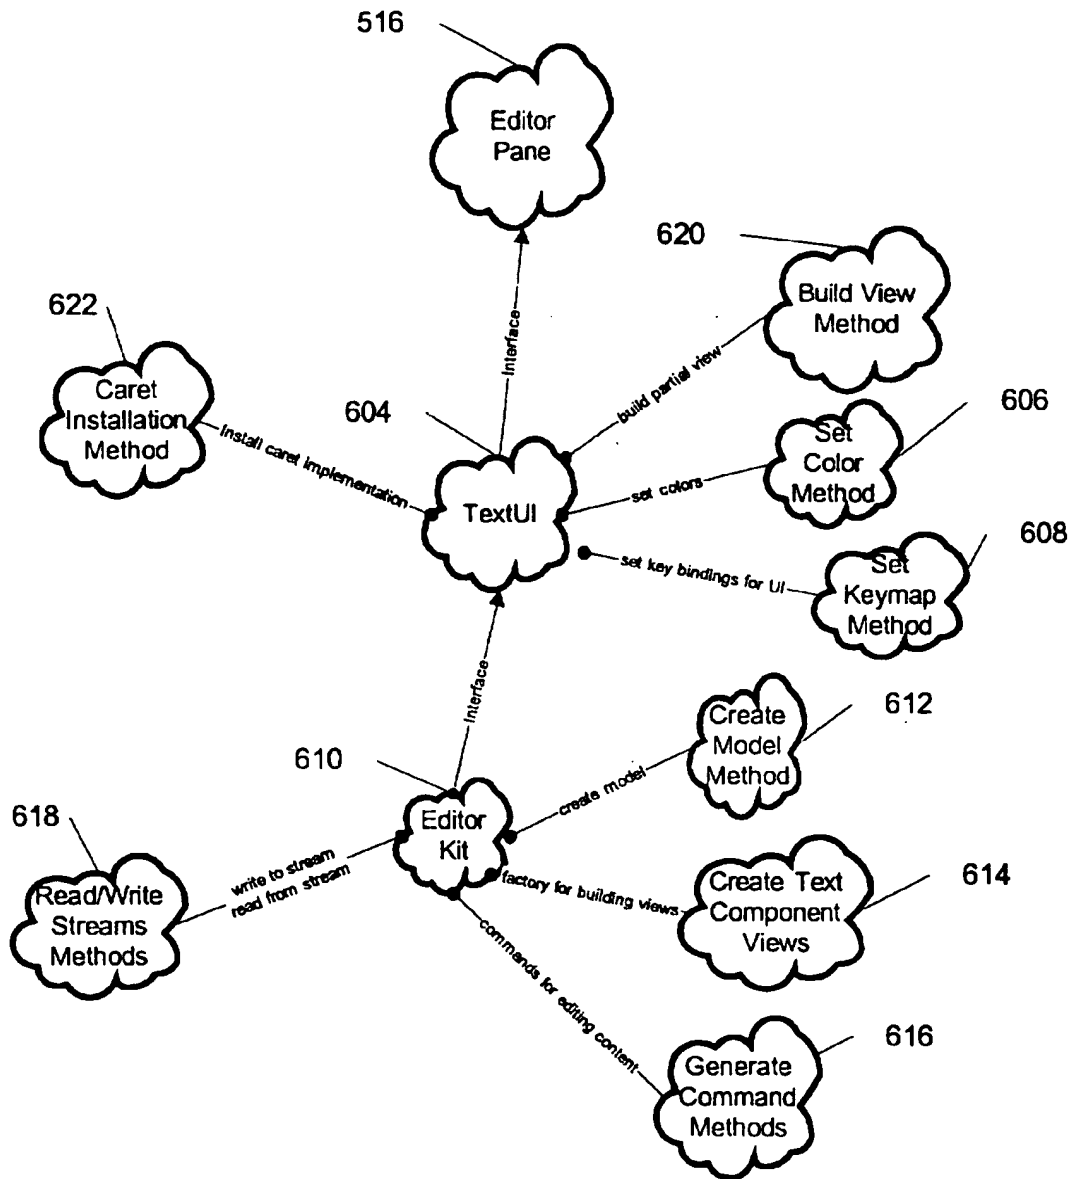 516
Editor
Pane
620
Build View
Method
622
Caret
Installation
Method
Interface
build partial view
604
606
Set
Color
Method
Install caret implementation
TextUI
set colors
608
set key bindings for UI
Set
Keymap
Method
Interface
612
Create
Model
Method
610
create model
618
Editor
Kit
Read/Write
Streams
Methods
write to stream
read from stream
factory for building views
614
Create Text
Component
Views
commands for editing content
616
Generate
Command
Methods